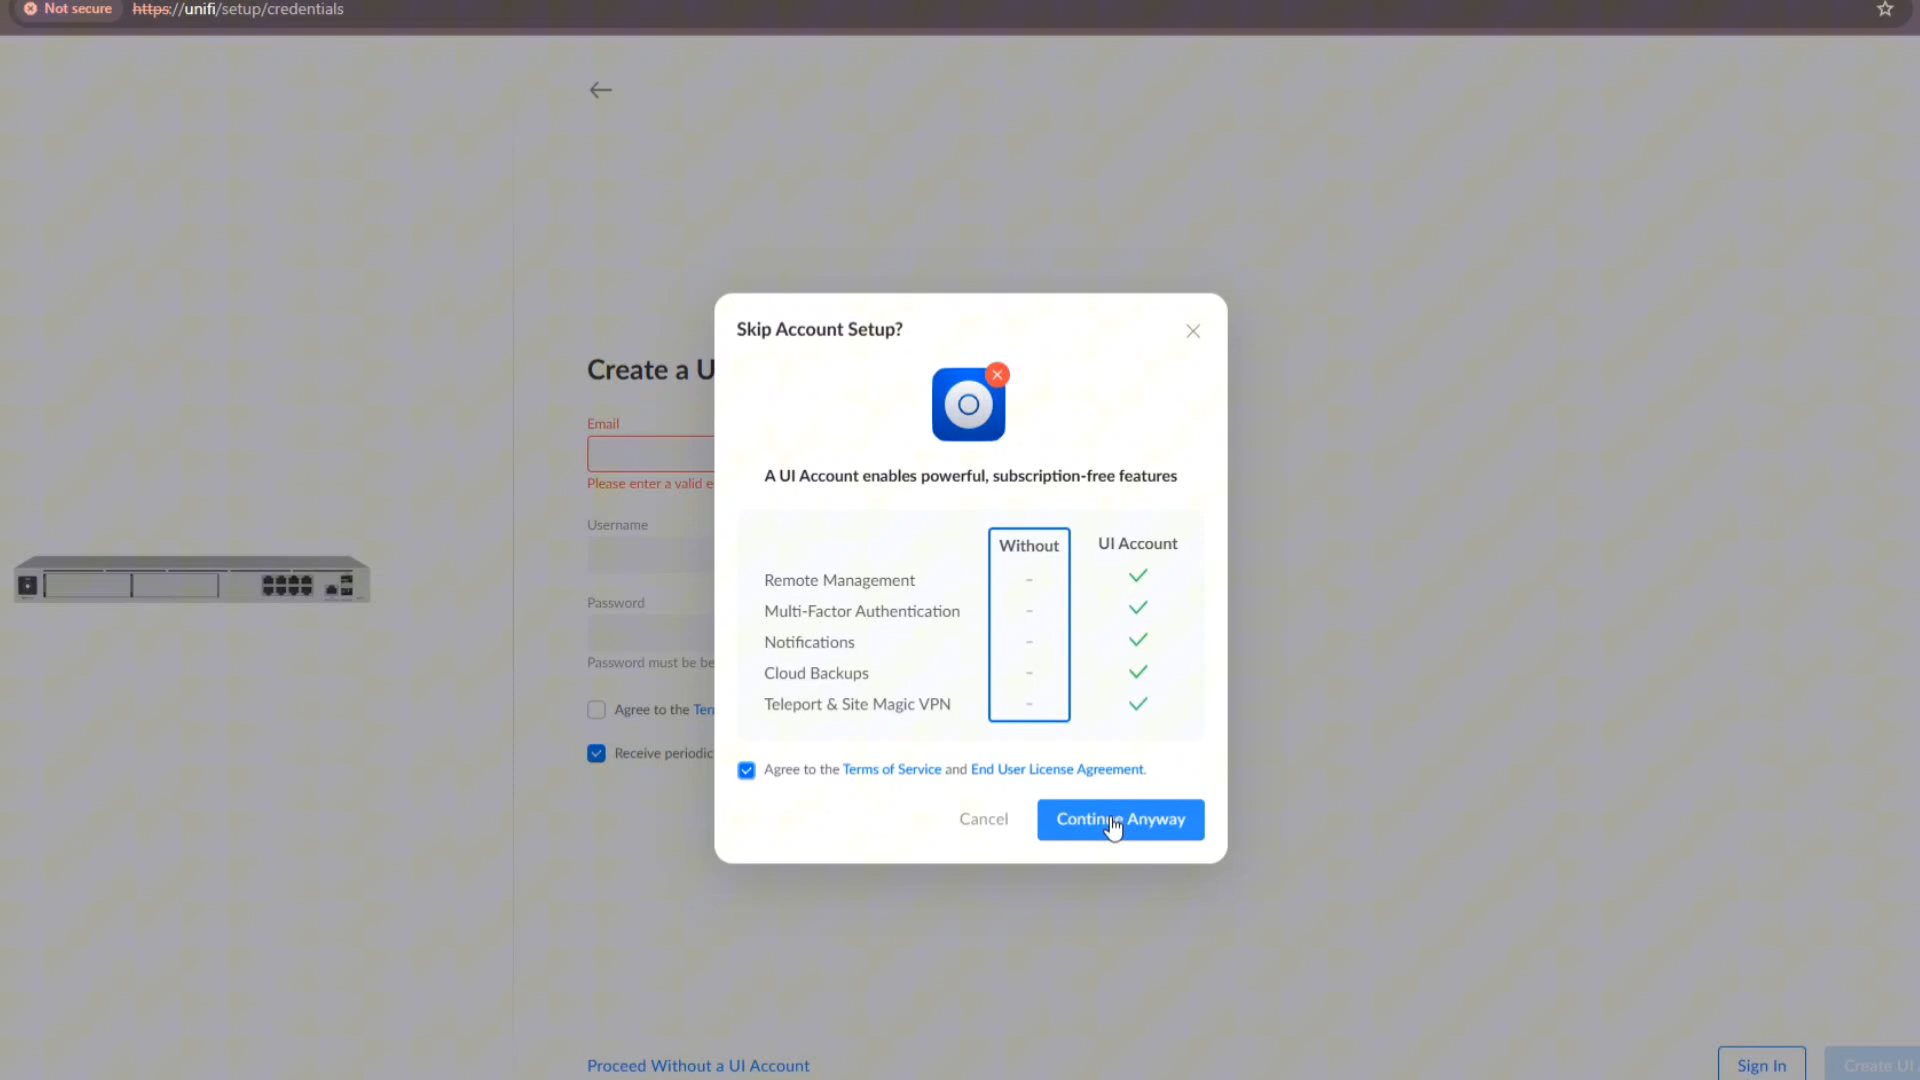 Not secure https://unifi/setup/credentials
Create a U
Email
Please enter a valid e
Username
Password
Password must be be
Agree to the Ten
Receive periodic
Skip Account Setup?
A UI Account enables powerful, subscription-free features
Without UI Account
Remote Management -
Multi-Factor Authentication -
Notifications -
Cloud Backups -
Teleport & Site Magic VPN -
Agree to the Terms of Service and End User License Agreement.
Cancel Continue Anyway
Proceed Without a UI Account
Sign In Create UI